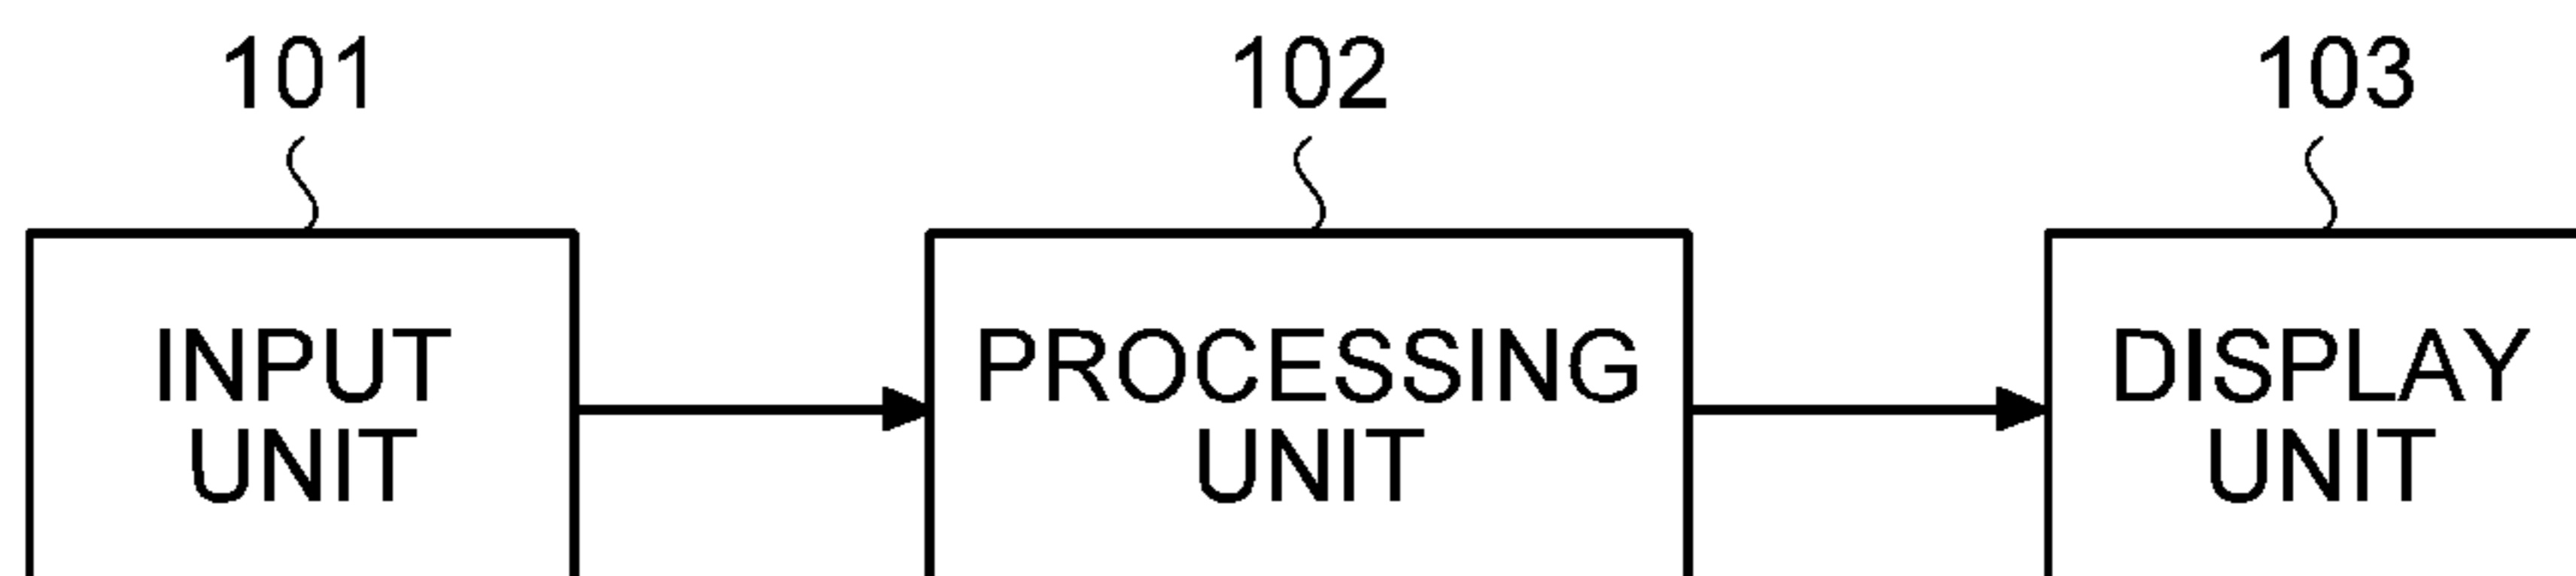 101
102
103
INPUT
UNIT
PROCESSING
UNIT
DISPLAY
UNIT